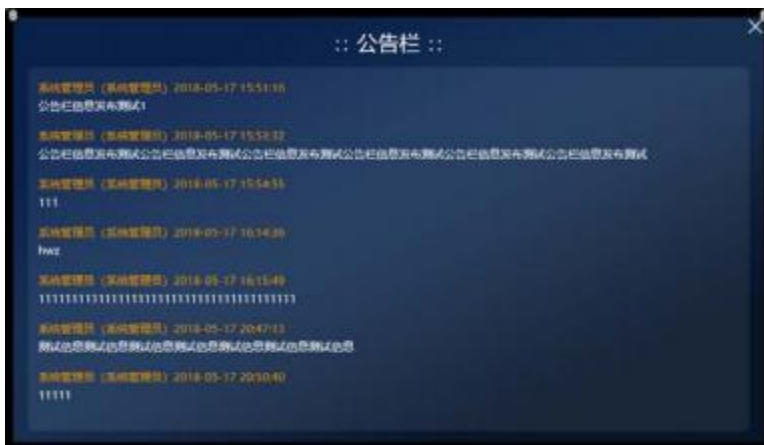 :: 公告栏 ::
系统管理员 (系统管理员) 2018-05-17 15:51:16
公告栏信息发布测试1
系统管理员 (系统管理员) 2018-05-17 15:53:32
公告栏信息发布测试公告栏信息发布测试公告栏信息发布测试公告栏信息发布测试公告栏信息发布测试公告栏信息发布测试
系统管理员 (系统管理员) 2018-05-17 15:54:55
111
系统管理员 (系统管理员) 2018-05-17
hwz
系统管理员 (系统管理员) 2018-05-17 16:15:49
系统管理员 (系统管理员) 2018-05-17 20:47:13
测试信息测试信息测试信息测试信息测试信息测试信息测试信息
系统管理员 (系统管理员) 2018-05-17 20:50:40
11111